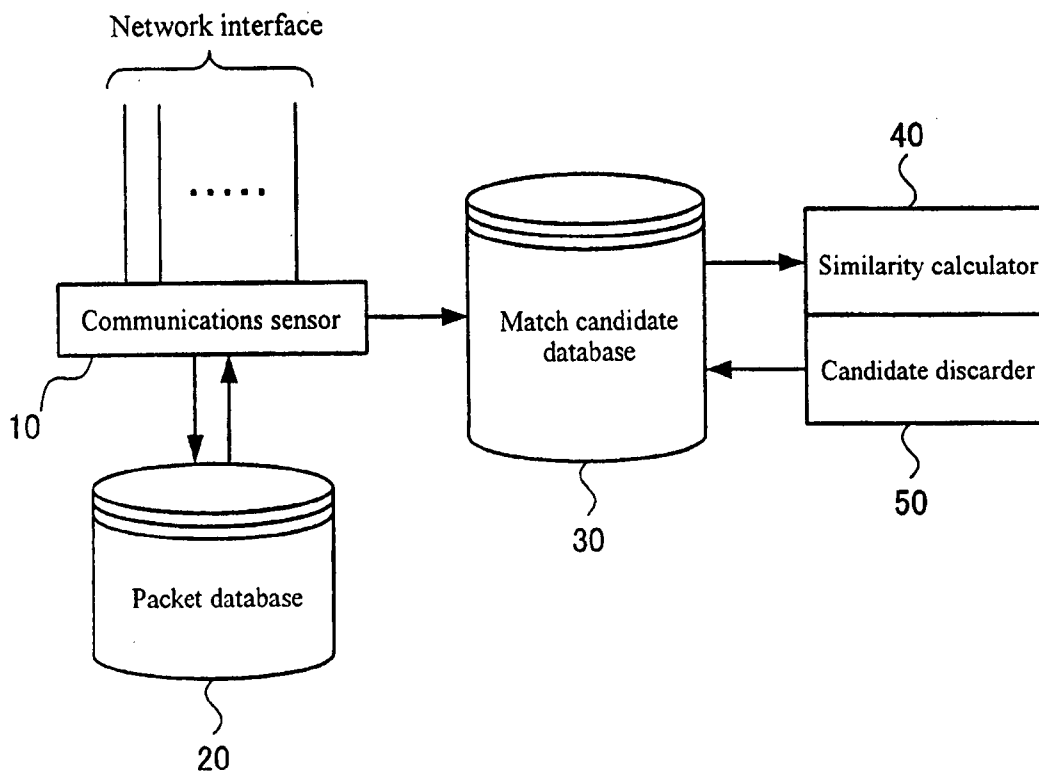 Network interface
40
Similarity calculator
Communications sensor
Match candidate
database
Candidate discarder
10
50
30
Packet database
20